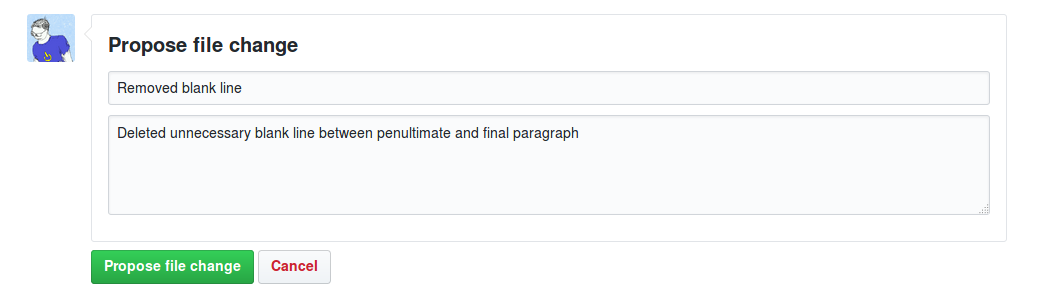 Propose file change
Removed blank line
Deleted unnecessary blank line between penultimate and final paragraph
Propose file change
Cancel